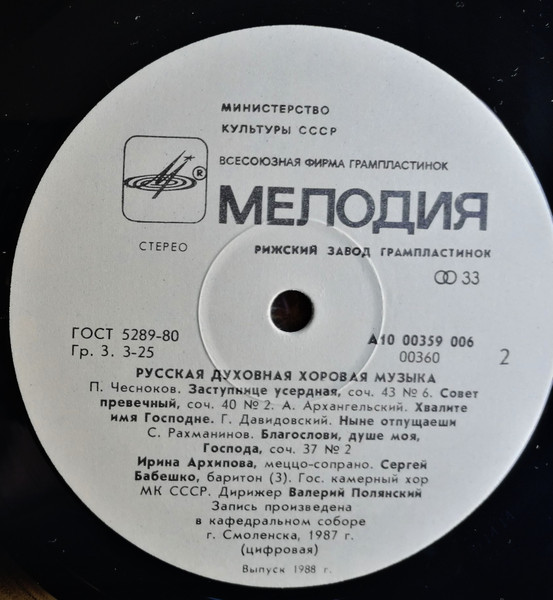 МИНИСТЕРСТВО
КУЛЬТУРЫ СССР
ВСЕСОЮЗНАЯ ФИРМА ГРАМПЛАСТИНОК
®
МЕЛОДИЯ
СТЕРЕО
РИЖСКИЙ ЗАВОД ГРАМПЛАСТИНОК
33
ГОСТ 5289-80
Гр. 3. 3-25
А10 00359 006
00360
2
РУССКАЯ ДУХОВНАЯ ХОРОВАЯ МУЗЫКА
П. Чесноков. Заступнице усердная, соч. 43 № 6. Совет
превечный, соч. 40 № 2. А. Архангельский. Хвалите
имя Господне. Г. Давидовский. Ныне отпущаеши
С. Рахманинов. Благослови, душе моя,
Господа, соч. 37 № 2
Ирина Архипова, меццо-сопрано. Сергей
Бабешко, баритон (3). Гос. камерный хор
МК СССР. Дирижер Валерий Полянский
Запись произведена
в кафедральном соборе
г. Смоленска, 1987 г.
(цифровая)
Выпуск 1988 г.